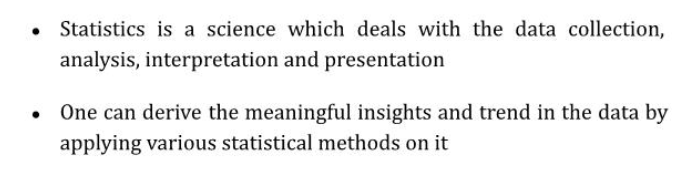 • Statistics is a science which deals with the data collection,
analysis, interpretation and presentation
• One can derive the meaningful insights and trend in the data by
applying various statistical methods on it